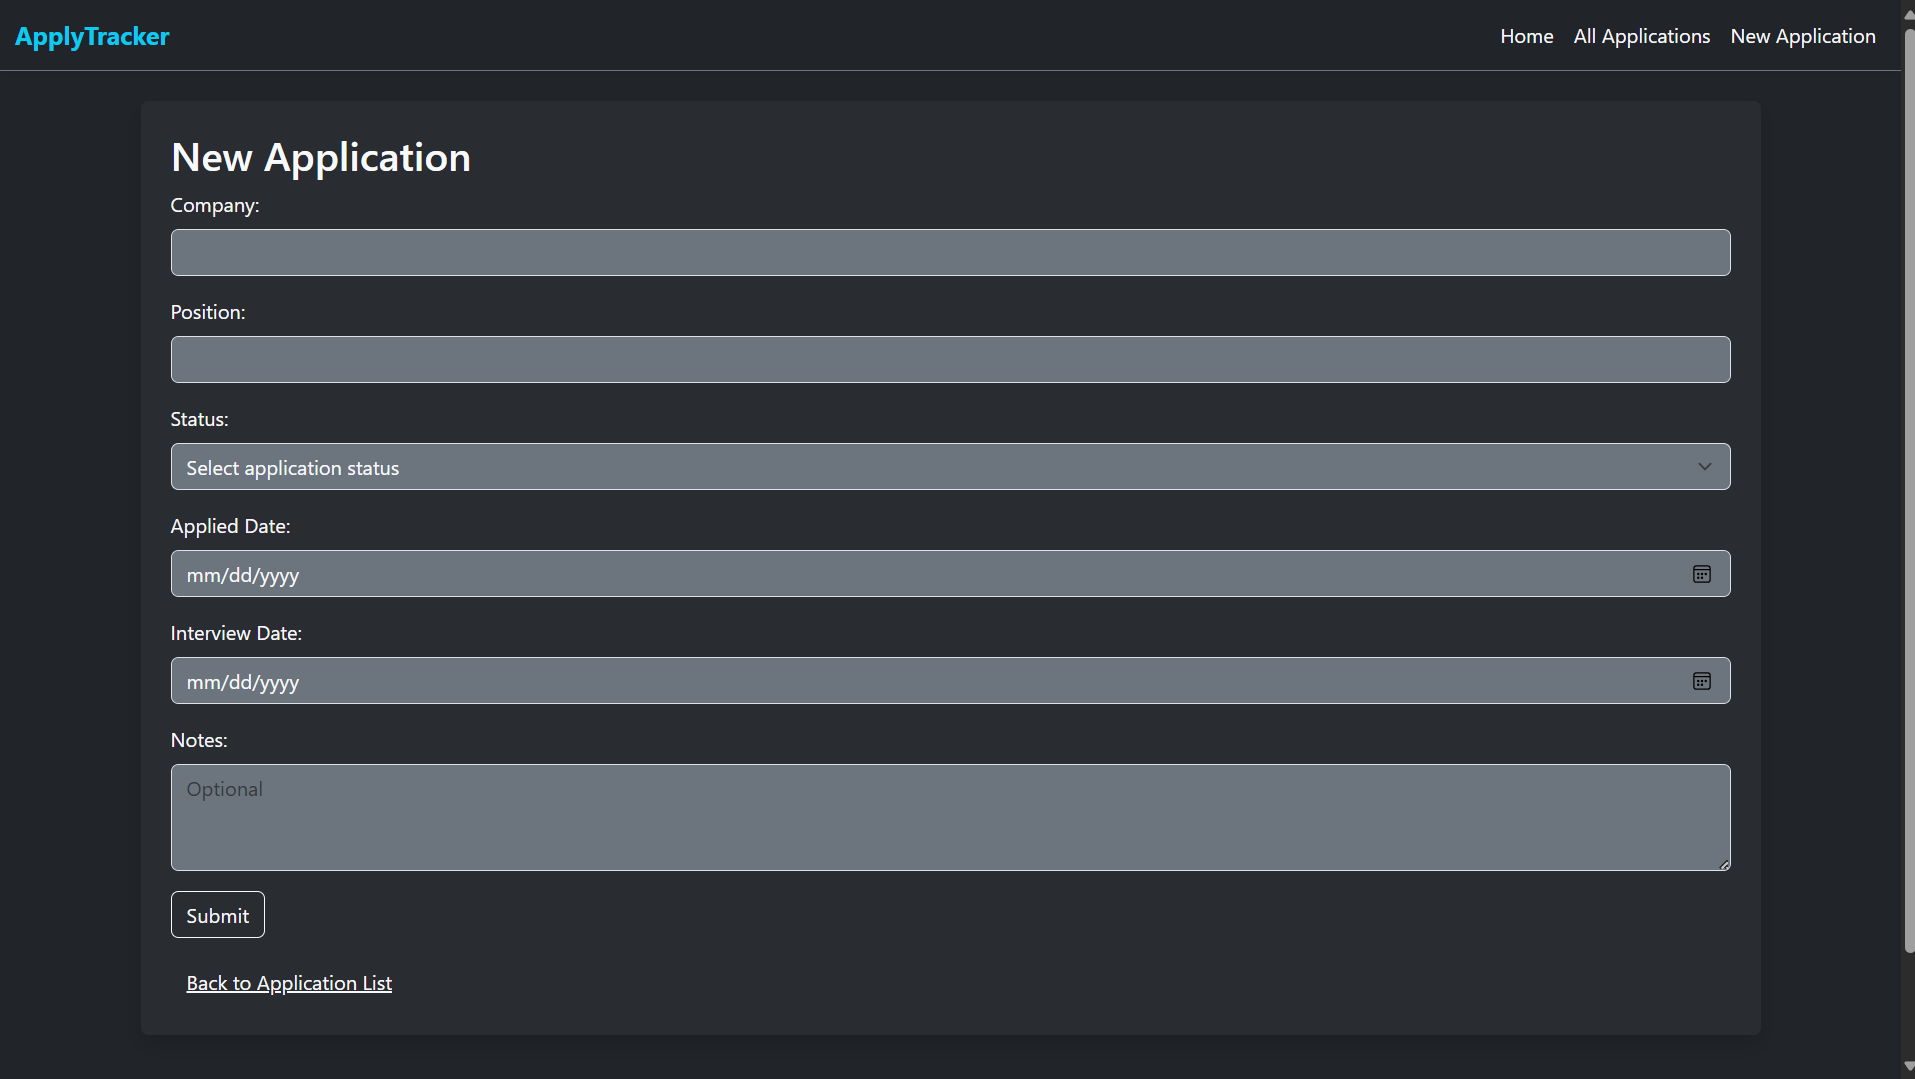 ApplyTracker
Home All Applications New Application
New Application
Company:
Position:
Status:
Select application status
Applied Date:
mm/dd/yyyy
Interview Date:
mm/dd/yyyy
Notes:
Optional
Submit
Back to Application List